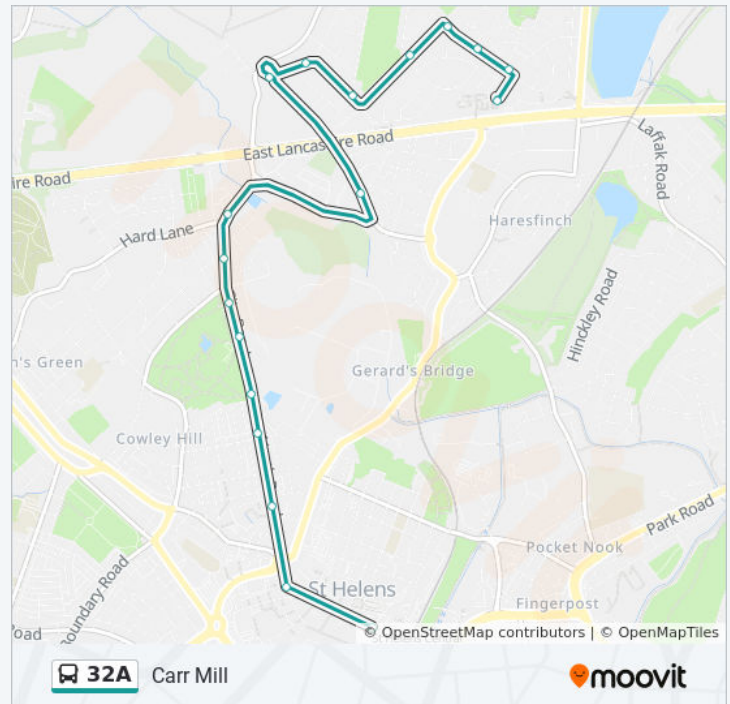 East Lancashire Road
ire Road
Laffak Road
Haresfinch
Hard Lane
Hinckley Road
n's Green
Gerard's Bridge
Cowley Hill
Park Road
Pocket Nook
Boundary Road
St Helens
Fingerpost
oad
© OpenStreetMap contributors | © OpenMapTiles
32A Carr Mill
moovit